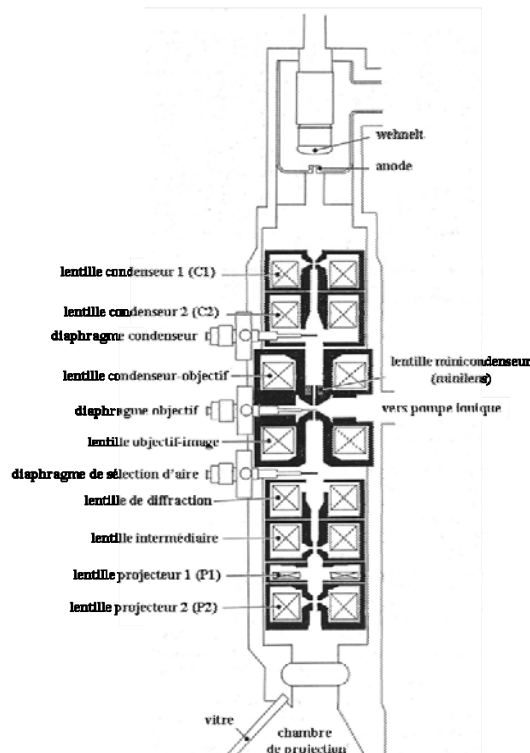 wehnelt
anode
lentille condenseur 1 (C1)
lentille condenseur 2 (C2)
diaphragme condenseur
lentille condenseur-objectif
lentille minicondenseur
(minilens)
diaphragme objectif
vers pompe ionique
lentille objectif-image
diaphragme de sélection d'aire
lentille de diffraction
lentille intermédiaire
lentille projecteur 1 (P1)
lentille projecteur 2 (P2)
vitre
chambre
de projection